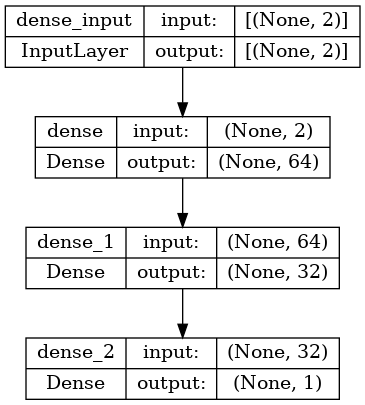 dense_input input: [(None, 2)]
InputLayer output: [(None, 2)]
dense input: (None, 2)
Dense output: (None, 64)
dense_1 input: (None, 64)
Dense output: (None, 32)
dense_2 input: (None, 32)
Dense output: (None, 1)